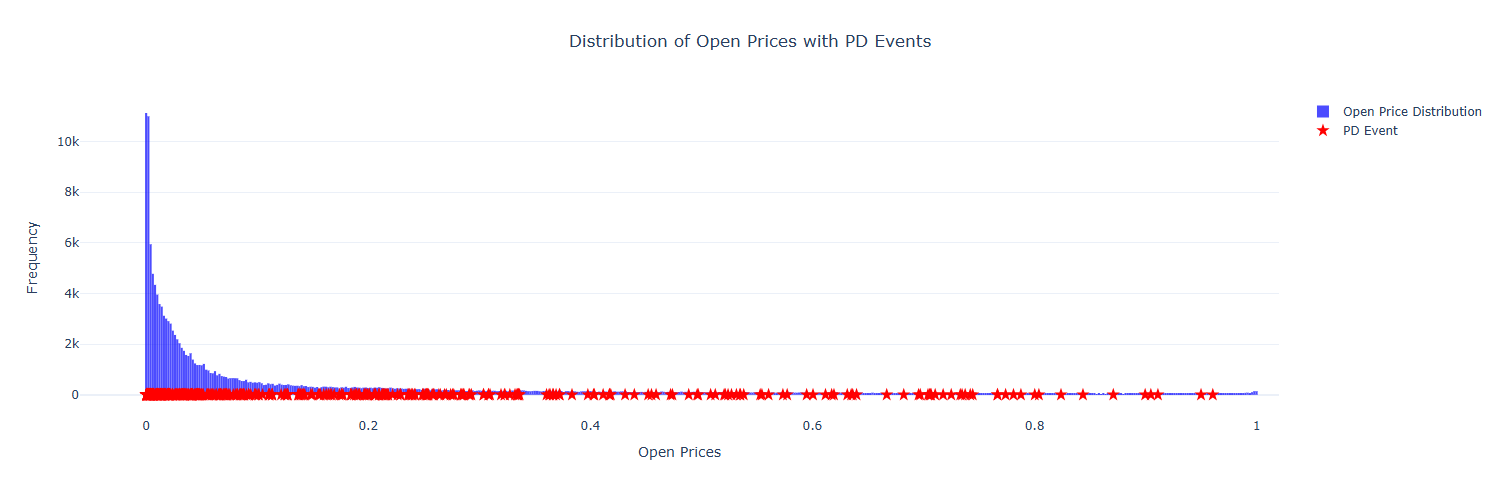 Distribution of Open Prices with PD Events
Open Price Distribution
PD Event
Frequency
10k
8k
6k
4k
2k
0
0 0.2 0.4 0.6 0.8 1
Open Prices